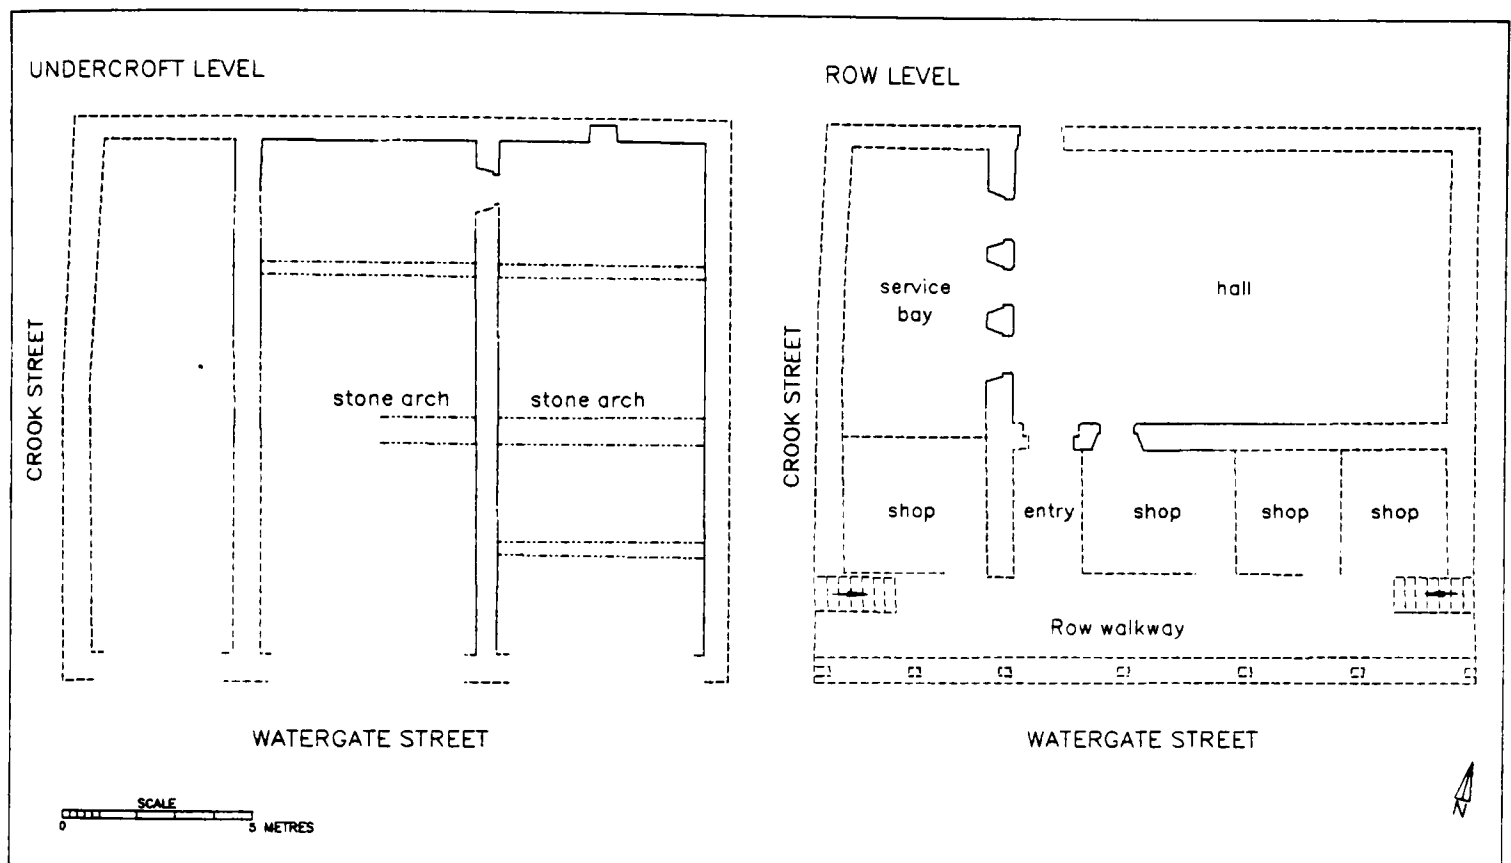 UNDERCROFT LEVEL
CROOK STREET
stone arch
stone arch
WATERGATE STREET
SCALE
0 5 METRES
ROW LEVEL
CROOK STREET
service
bay
hall
shop
entry
shop
shop
shop
Row walkway
WATERGATE STREET
N